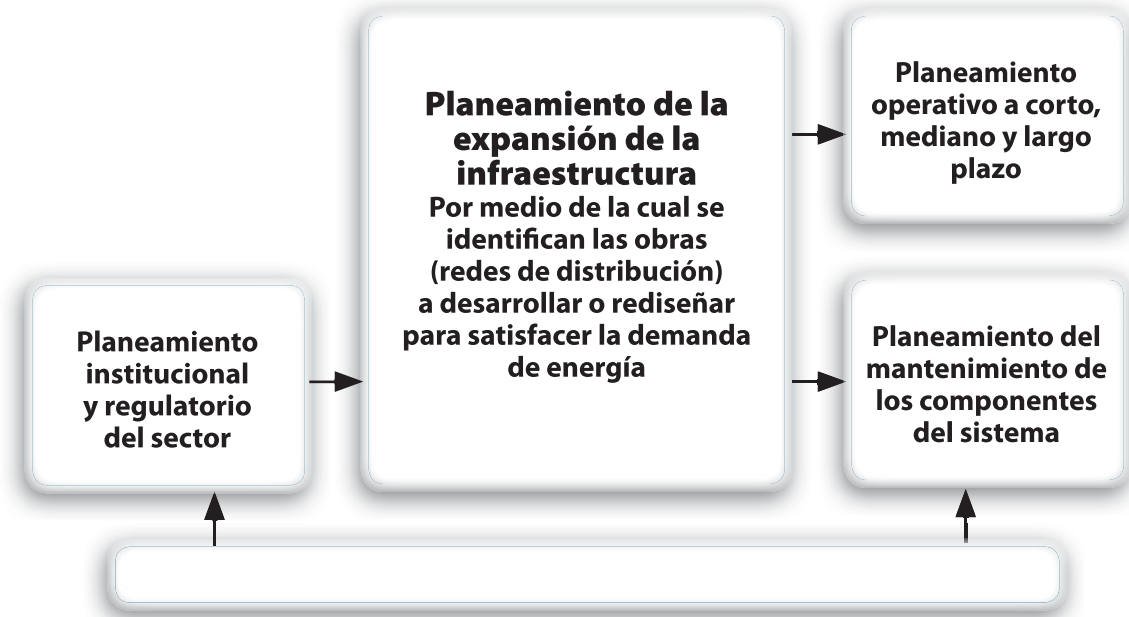 Planeamiento
institucional
y regulatorio
del sector
Planeamiento de la
expansión de la
infraestructura
Por medio de la cual se
identifican las obras
(redes de distribución)
a desarrollar o rediseñar
para satisfacer la demanda
de energía
Planeamiento
operativo a corto,
mediano y largo
plazo
Planeamiento del
mantenimiento de
los componentes
del sistema